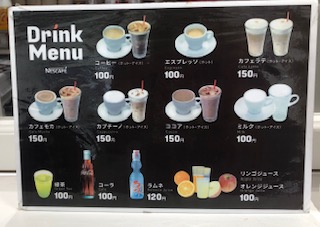 Drink
Menu
NESCAFÉ
コーヒー (ホット・アイス)
100円
エスプレッソ (ホット)
100円
カフェラテ (ホット・アイス)
150円
カフェモカ (ホット・アイス)
150円
カプチーノ (ホット・アイス)
150円
ココア (ホット・アイス)
150円
ミルク (ホット・アイス)
100円
緑茶
100円
コーラ
100円
ラムネ
120円
リンゴジュース
オレンジジュース
100円